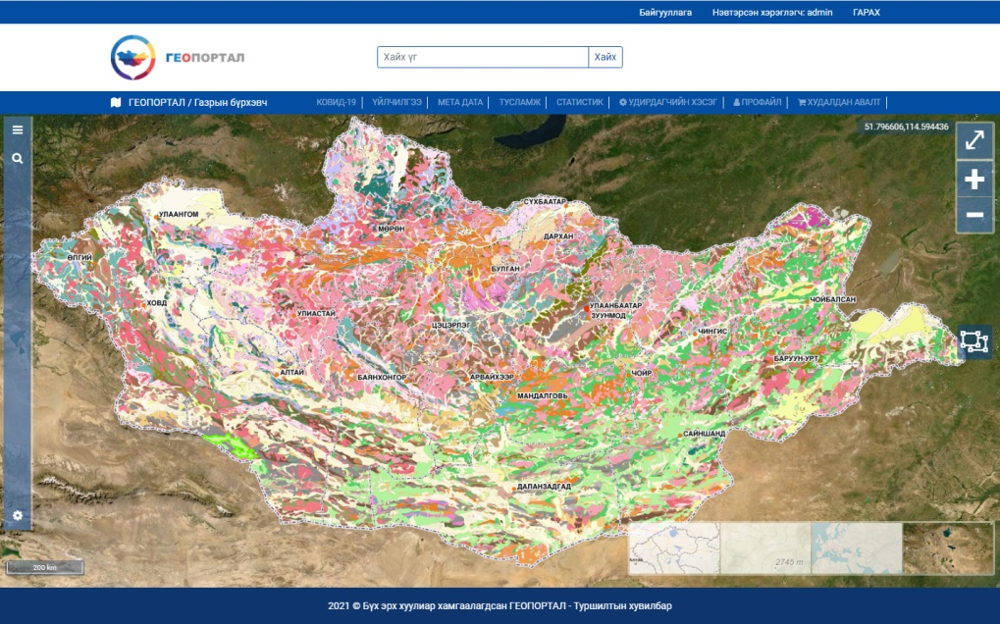 Байгууллага Нэвтэрсэн хэрэглэгч: admin ГАРАХ
ГЕОПОРТАЛ
Хайх үг Хайх
ГЕОПОРТАЛ / Газрын бүрхэвч КОВИД-19 ҮЙЛЧИЛГЭЭ МЕТА ДАТА ТУСЛАМЖ СТАТИСТИК УДИРДАГЧИЙН ХЭСЭГ ПРОФАЙЛ ХУДАЛДАН АВАЛТ
51.796606,114.594436
СҮХБААТАР
УЛААНГОМ
МӨРӨН
ДАРХАН
ӨЛГИЙ
БУЛГАН
ХОВД
ЧОЙБАЛСАН
УЛААНБААТАР
УЛИАСТАЙ
ЗУУНМОД
ЦЭЦЭРЛЭГ
ЧИНГИС
БАРУУН-УРТ
АЛТАЙ
БАЯНХОНГОР
АРВАЙХЭЭР
ЧОЙР
МАНДАЛГОВЬ
САЙНШАНД
ДАЛАНЗАДГАД
2745 m
200 km
2021 © Бүх эрх хуулиар хамгаалагдсан ГЕОПОРТАЛ - Туршилтын хувилбар